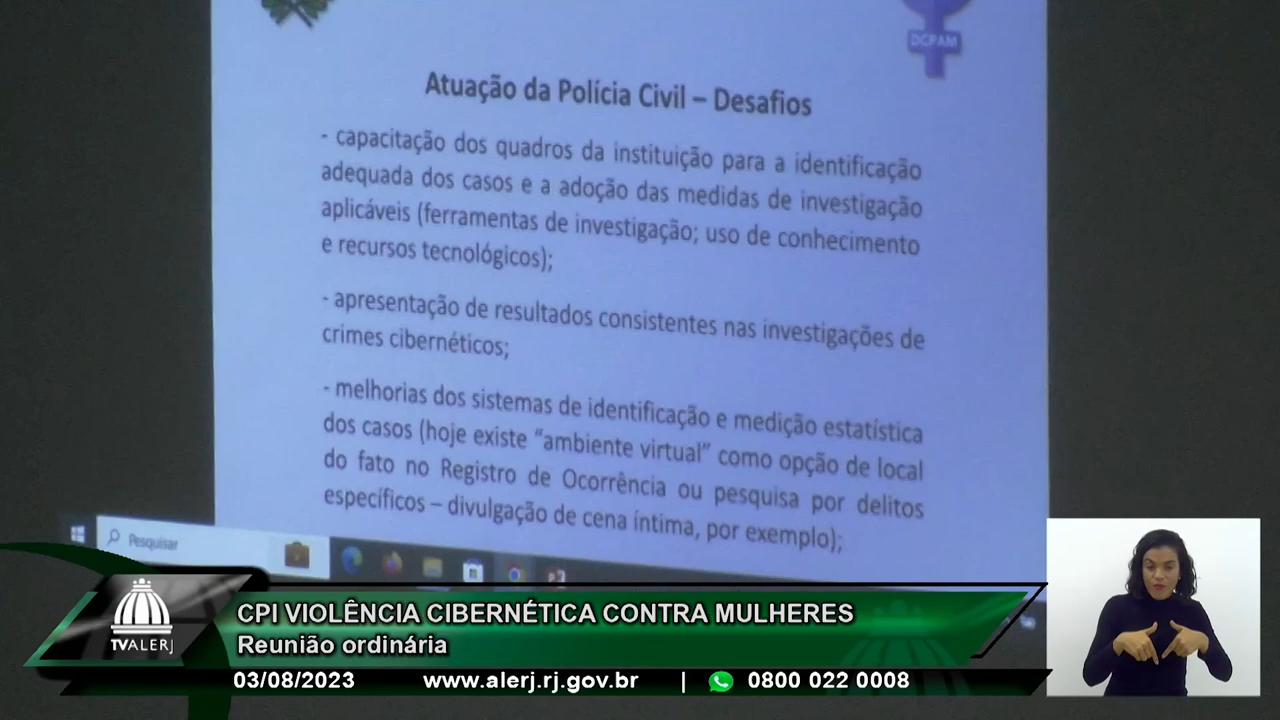 DCPAM
Atuação da Polícia Civil – Desafios
- capacitação dos quadros da instituição para a identificação
adequada dos casos e a adoção das medidas de investigação
aplicáveis (ferramentas de investigação; uso de conhecimento
e recursos tecnológicos);
- apresentação de resultados consistentes nas investigações de
crimes cibernéticos;
- melhorias dos sistemas de identificação e medição estatística
dos casos (hoje existe “ambiente virtual” como opção de local
do fato no Registro de Ocorrência ou pesquisa por delitos
específicos – divulgação de cena íntima, por exemplo);
Pesquisar
TVALERJ
CPI VIOLÊNCIA CIBERNÉTICA CONTRA MULHERES
Reunião ordinária
03/08/2023 www.alerj.rj.gov.br | 0800 022 0008